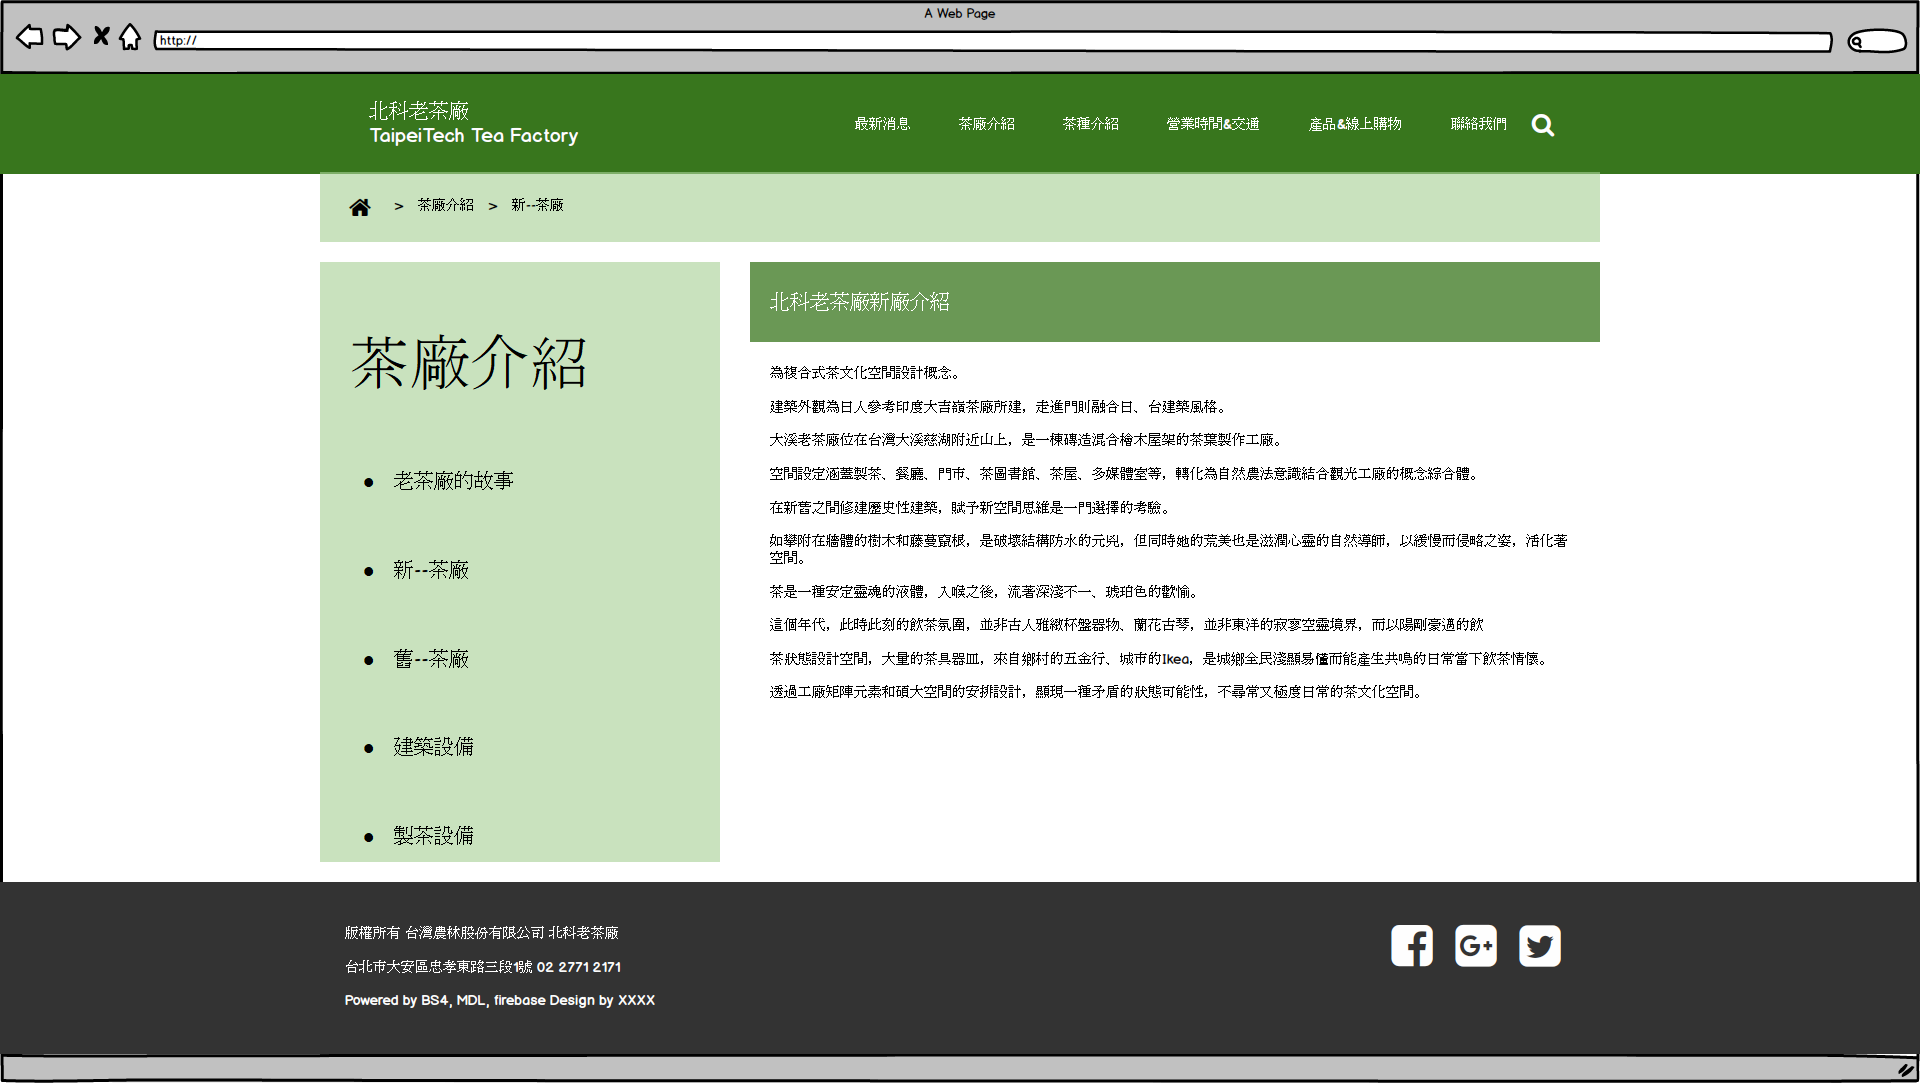 A Web Page
http://
北科老茶廠
TaipeiTech Tea Factory
最新消息
茶廠介紹
茶種介紹
營業時間&交通
產品&線上購物
聯絡我們
> 茶廠介紹 > 新--茶廠
茶廠介紹
● 老茶廠的故事
● 新--茶廠
● 舊--茶廠
● 建築設備
● 製茶設備
北科老茶廠新廠介紹
為複合式茶文化空間設計概念。
建築外觀為日人參考印度大吉嶺茶廠所建，走進門則融合日、台建築風格。
大溪老茶廠位在台灣大溪慈湖附近山上，是一棟磚造混合檜木屋架的茶葉製作工廠。
空間設定涵蓋製茶、餐廳、門市、茶圖書館、茶屋、多媒體室等，轉化為自然農法意識結合觀光工廠的概念綜合體。
在新舊之間修建歷史性建築，賦予新空間思維是一門選擇的考驗。
如攀附在牆體的樹木和藤蔓竄根，是破壞結構防水的元兇，但同時她的荒美也是滋潤心靈的自然導師，以緩慢而侵略之姿，活化著
空間。
茶是一種安定靈魂的液體，入喉之後，流著深淺不一、琥珀色的歡愉。
這個年代，此時此刻的飲茶氛圍，並非古人雅緻杯盤器物、蘭花古琴，並非東洋的寂寥空靈境界，而以陽剛豪邁的飲
茶狀態設計空間，大量的茶具器皿，來自鄉村的五金行、城市的Ikea，是城鄉全民淺顯易懂而能產生共鳴的日常當下飲茶情懷。
透過工廠矩陣元素和碩大空間的安排設計，顯現一種矛盾的狀態可能性，不尋常又極度日常的茶文化空間。
版權所有 台灣農林股份有限公司 北科老茶廠
台北市大安區忠孝東路三段1號 02 2771 2171
Powered by BS4, MDL, firebase Design by XXXX